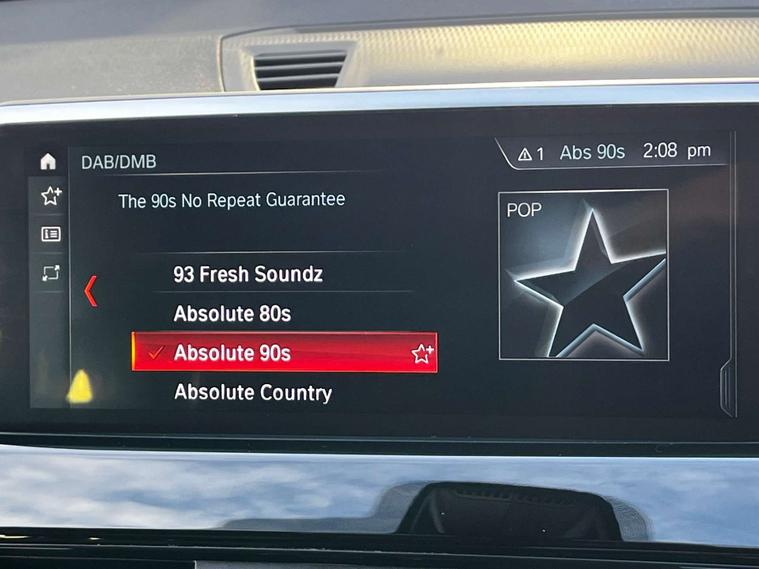 DAB/DMB
1 Abs 90s 2:08 pm
The 90s No Repeat Guarantee
POP
93 Fresh Soundz
Absolute 80s
Absolute 90s
Absolute Country